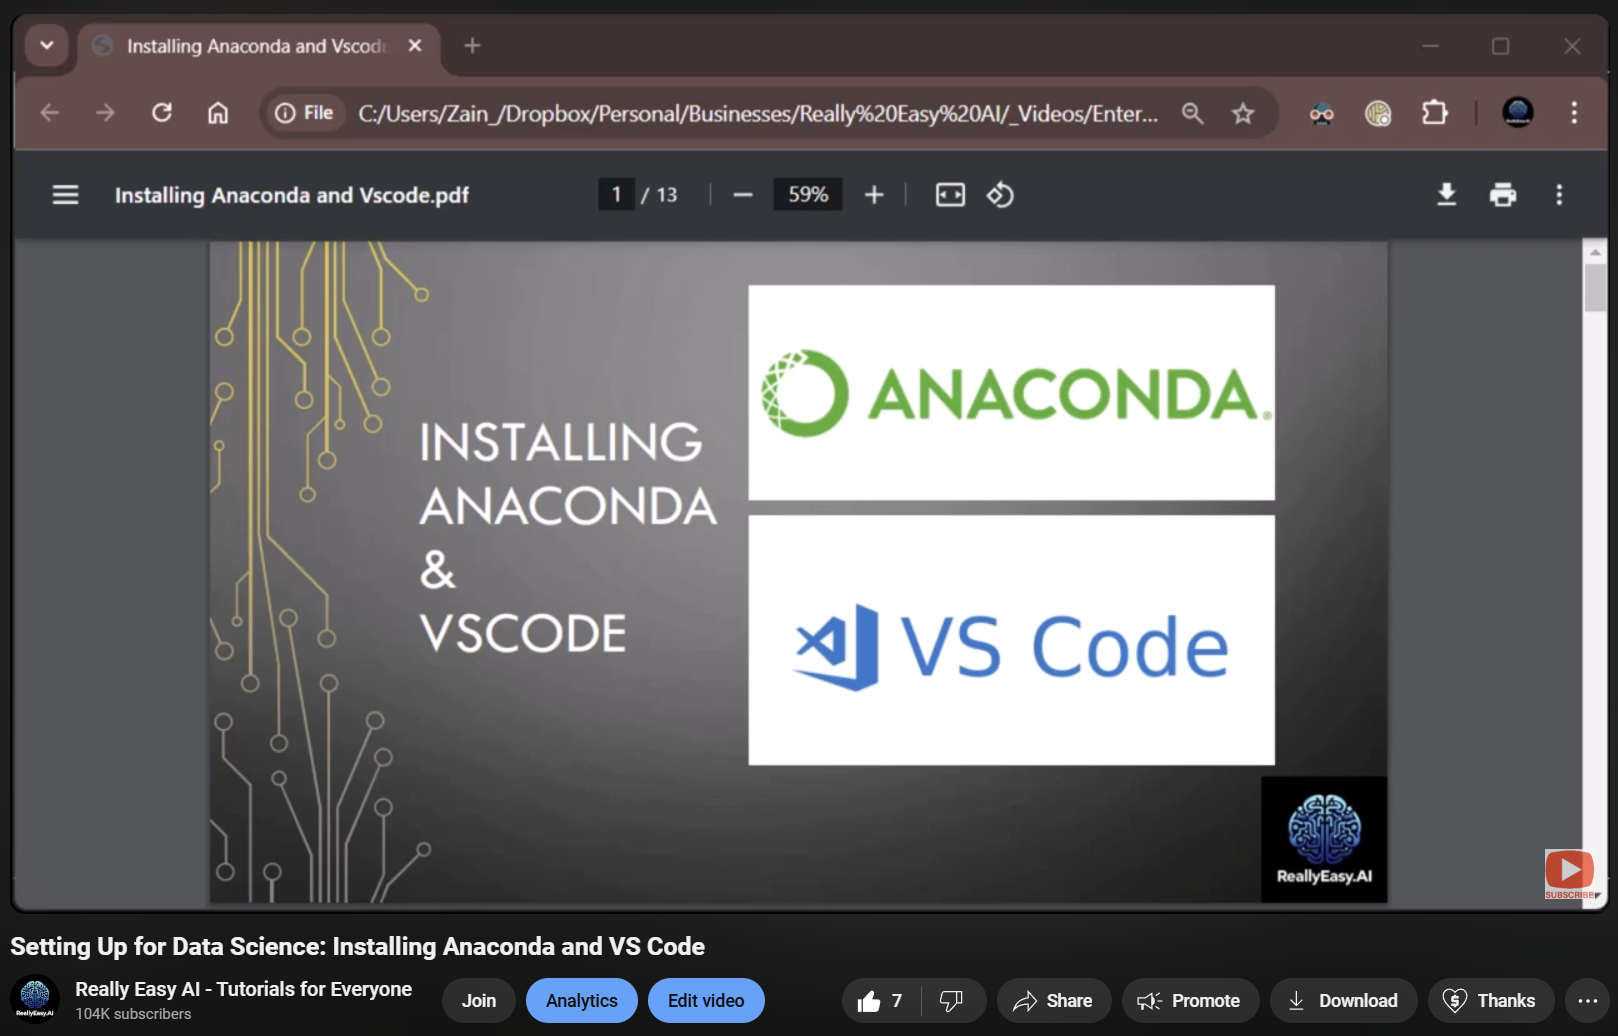 Installing Anaconda and Vscode
File
C:/Users/Zain_/Dropbox/Personal/Businesses/Really%20Easy%20AI/_Videos/Enter...
Installing Anaconda and Vscode.pdf
1 / 13
59%
INSTALLING
ANACONDA
&
VSCODE
ANACONDA®
VS Code
ReallyEasy.AI
SUBSCRIBE
Setting Up for Data Science: Installing Anaconda and VS Code
ReallyEasy.AI
Really Easy AI - Tutorials for Everyone
104K subscribers
Join
Analytics
Edit video
7
Share
Promote
Download
Thanks